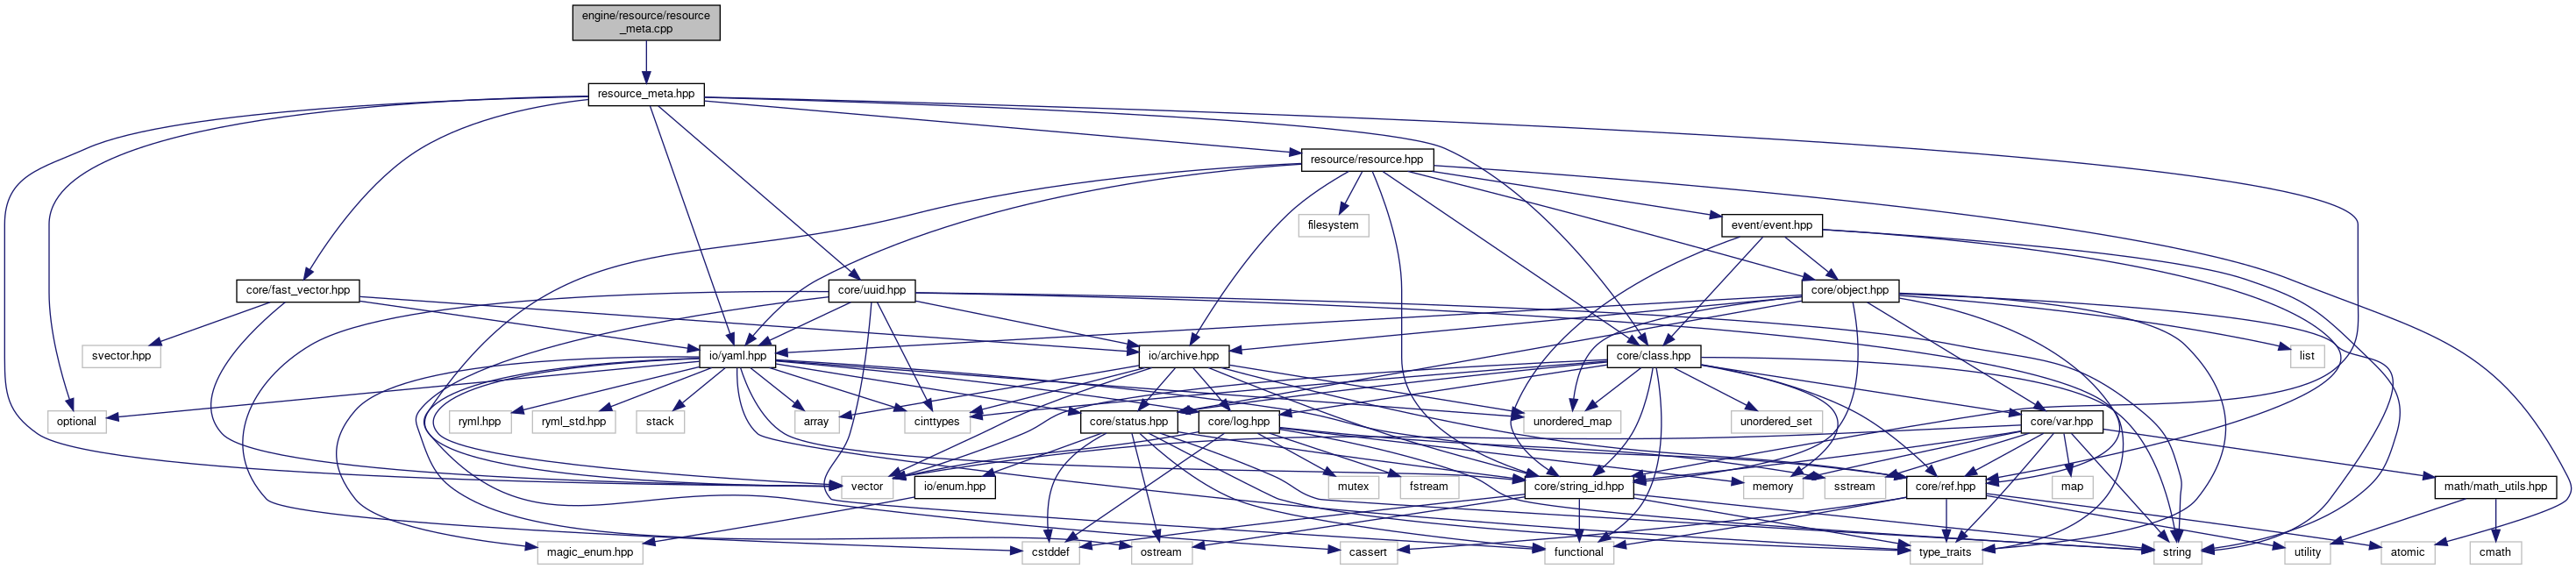 engine/resource/resource
_meta.cpp
resource_meta.hpp
resource/resource.hpp
filesystem
event/event.hpp
core/fast_vector.hpp
core/uuid.hpp
core/object.hpp
svector.hpp
io/yaml.hpp
io/archive.hpp
core/class.hpp
list
optional
ryml.hpp
ryml_std.hpp
stack
array
cinttypes
core/status.hpp
core/log.hpp
unordered_map
unordered_set
core/var.hpp
vector
io/enum.hpp
mutex
fstream
core/string_id.hpp
memory
sstream
core/ref.hpp
map
math/math_utils.hpp
magic_enum.hpp
cstddef
ostream
cassert
functional
type_traits
string
utility
atomic
cmath